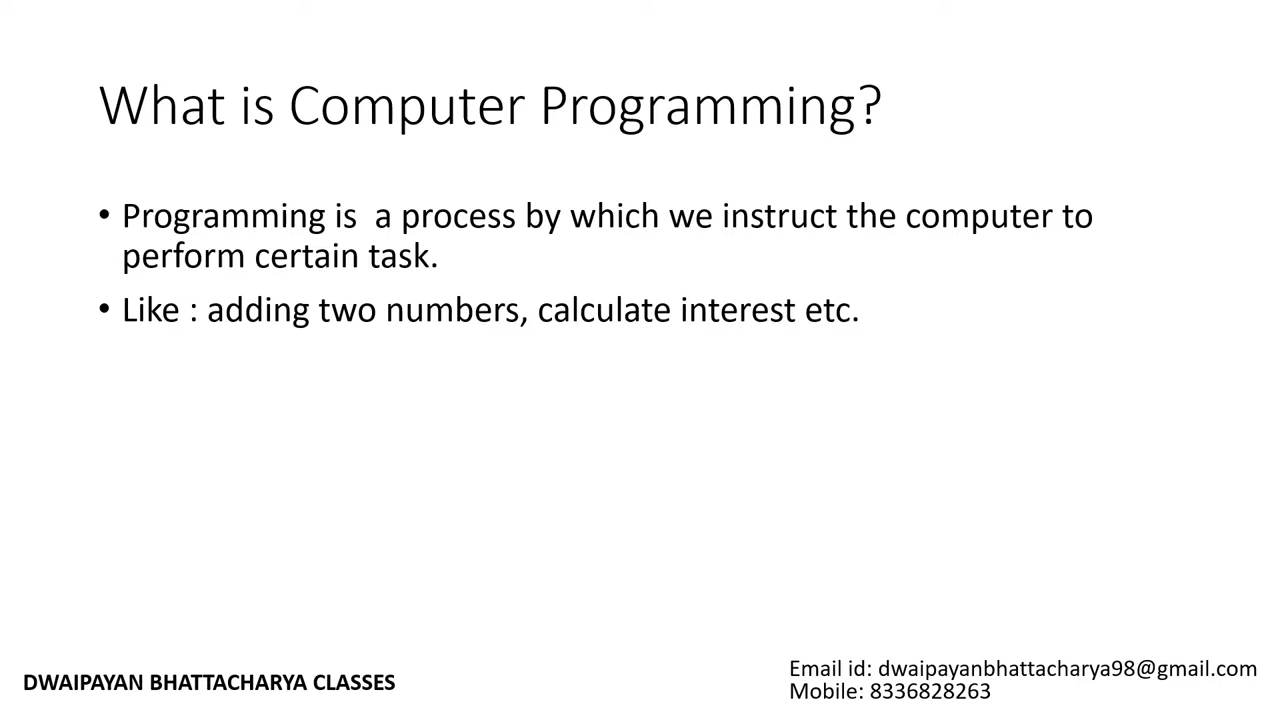 What is Computer Programming?
• Programming is  a process by which we instruct the computer to
perform certain task.
• Like : adding two numbers, calculate interest etc.
DWAIPAYAN BHATTACHARYA CLASSES
Email id: dwaipayanbhattacharya98@gmail.com
Mobile: 8336828263